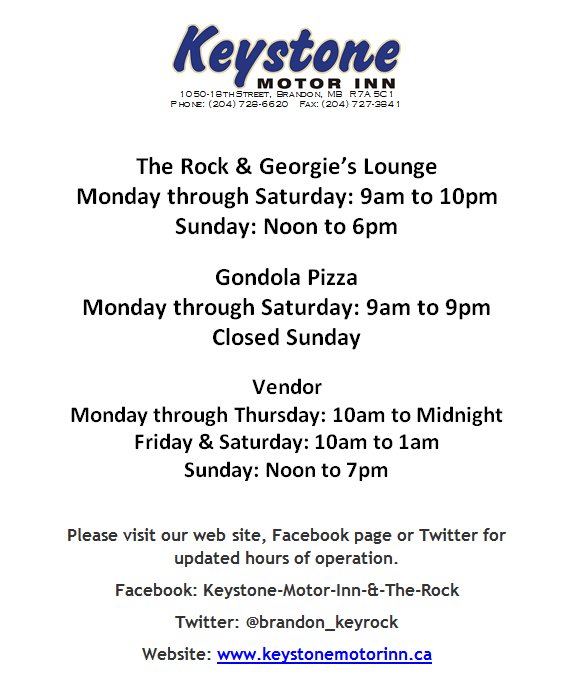 Keystone
MOTOR INN
1050-18TH STREET, BRANDON, MB R7A 5C1
PHONE: (204) 728-6620 FAX: (204) 727-3841
The Rock & Georgie's Lounge
Monday through Saturday: 9am to 10pm
Sunday: Noon to 6pm
Gondola Pizza
Monday through Saturday: 9am to 9pm
Closed Sunday
Vendor
Monday through Thursday: 10am to Midnight
Friday & Saturday: 10am to 1am
Sunday: Noon to 7pm
Please visit our web site, Facebook page or Twitter for
updated hours of operation.
Facebook: Keystone-Motor-Inn-&-The-Rock
Twitter: @brandon_keyrock
Website: www.keystonemotorinn.ca